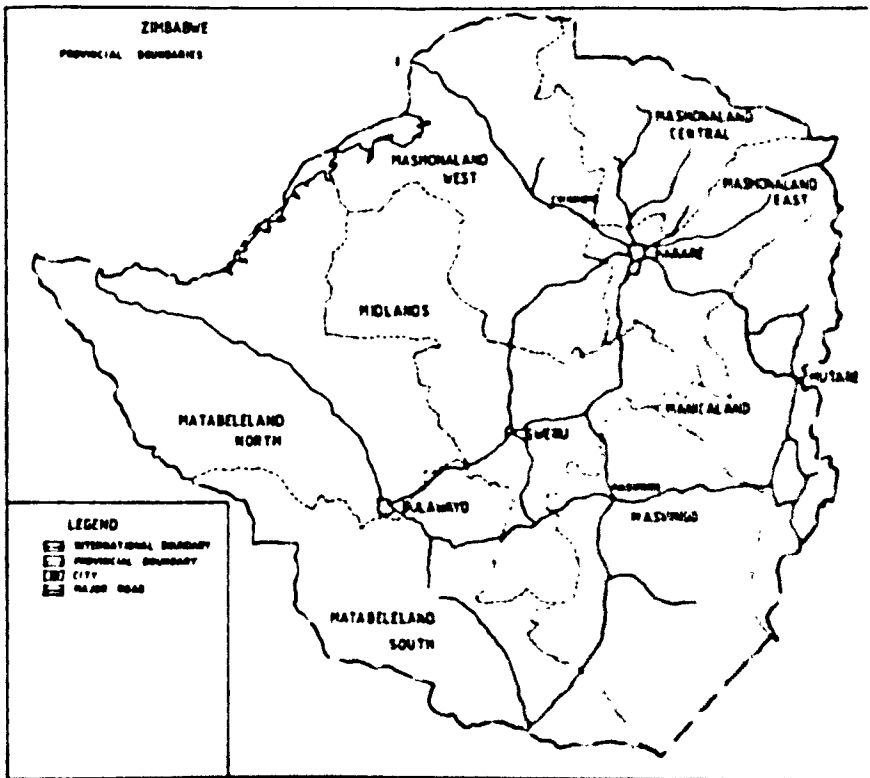 ZIMBABWE
PROVINCIAL BOUNDARIES
MASHONALAND
CENTRAL
MASHONALAND
WEST
MASHONALAND
EAST
HARARE
MIDLANDS
MUTARE
MATABELELAND
NORTH
MANICALAND
GWERU
BULAWAYO
MASVINGO
LEGEND
INTERNATIONAL BOUNDARY
PROVINCIAL BOUNDARY
CITY
MAJOR ROAD
MATABELELAND
SOUTH